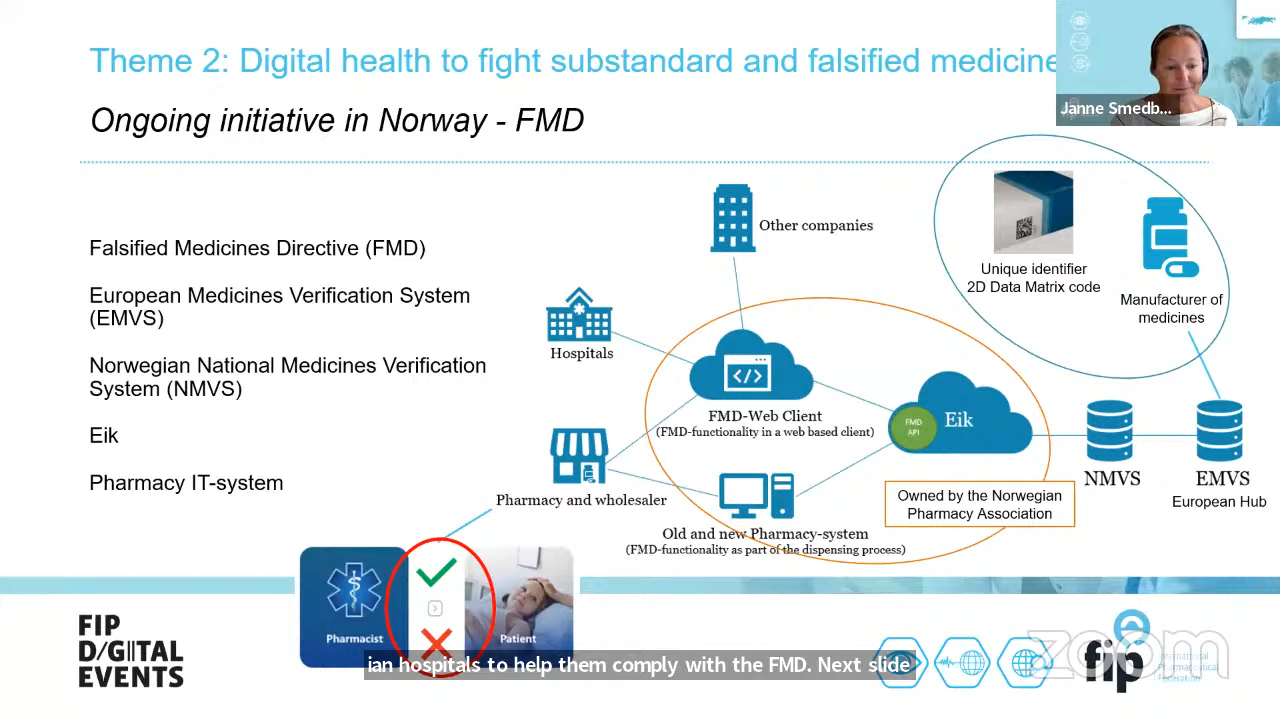 Theme 2: Digital health to fight substandard and falsified medicine
Janne Smedb...
Ongoing initiative in Norway - FMD
Falsified Medicines Directive (FMD)
European Medicines Verification System
(EMVS)
Norwegian National Medicines Verification
System (NMVS)
Eik
Pharmacy IT-system
Other companies
Unique identifier
2D Data Matrix code
Manufacturer of
medicines
Hospitals
</>
FMD-Web Client
(FMD-functionality in a web based client)
FMD
API
Eik
NMVS
EMVS
European Hub
Pharmacy and wholesaler
Owned by the Norwegian
Pharmacy Association
Old and new Pharmacy-system
(FMD-functionality as part of the dispensing process)
Pharmacist
Patient
ian hospitals to help them comply with the FMD. Next slide
FIP
D/GITAL
EVENTS
fip
International
Pharmaceutical
Federation
zoom